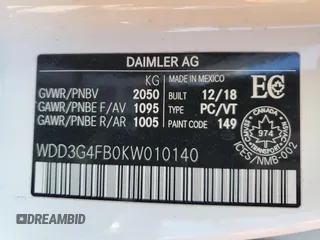 DAIMLER AG
KG MADE IN MEXICO
GVWR/PNBV 2050 BUILT 12/18
GAWR/PNBE F/AV 1095 TYPE PC/VT
GAWR/PNBE R/AR 1005 PAINT CODE 149
EC
CANADA
974
ICES/NMB-002
WDD3G4FB0KW010140
DREAMBID